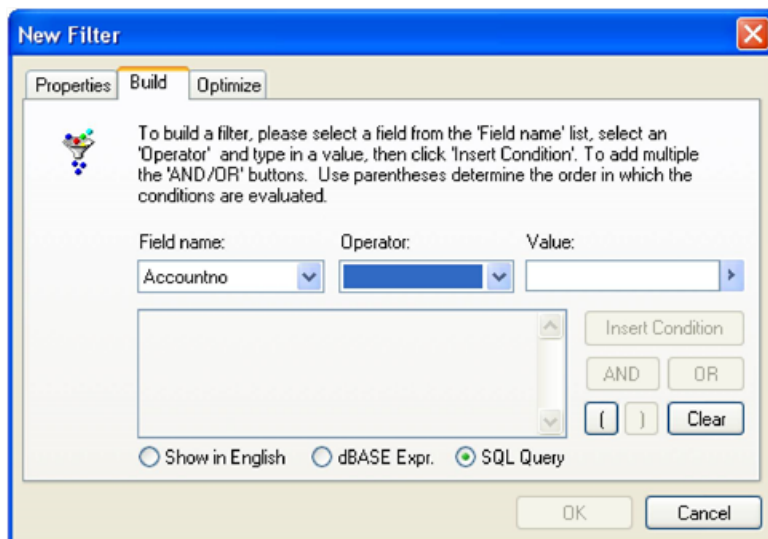 New Filter
Properties Build Optimize
To build a filter, please select a field from the 'Field name' list, select an
'Operator' and type in a value, then click 'Insert Condition'. To add multiple
the 'AND/OR' buttons. Use parentheses determine the order in which the
conditions are evaluated.
Field name: Operator: Value:
Accountno
Insert Condition
AND OR
( ) Clear
Show in English dBASE Expr. SQL Query
OK Cancel